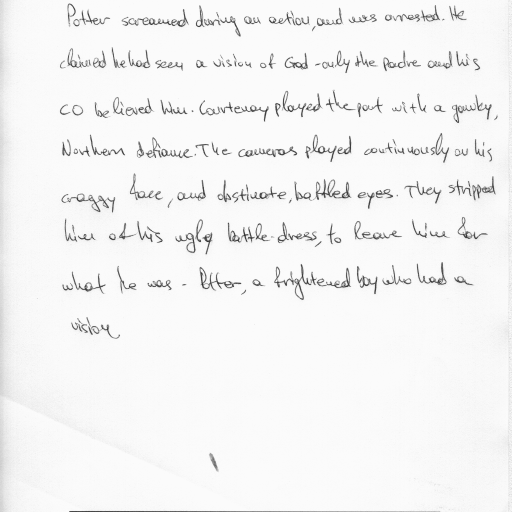 Potter screamed during an action, and was arrested. He
claimed he had seen a vision of God - only the padre and his
CO believed him. Courtenay played the part with a gawky,
Northern defiance. The cameras played continuously on his
craggy face, and obstinate, baffled eyes. They stripped
him of his ugly battle-dress, to leave him for
what he was - Potter, a frightened boy who had a
vision